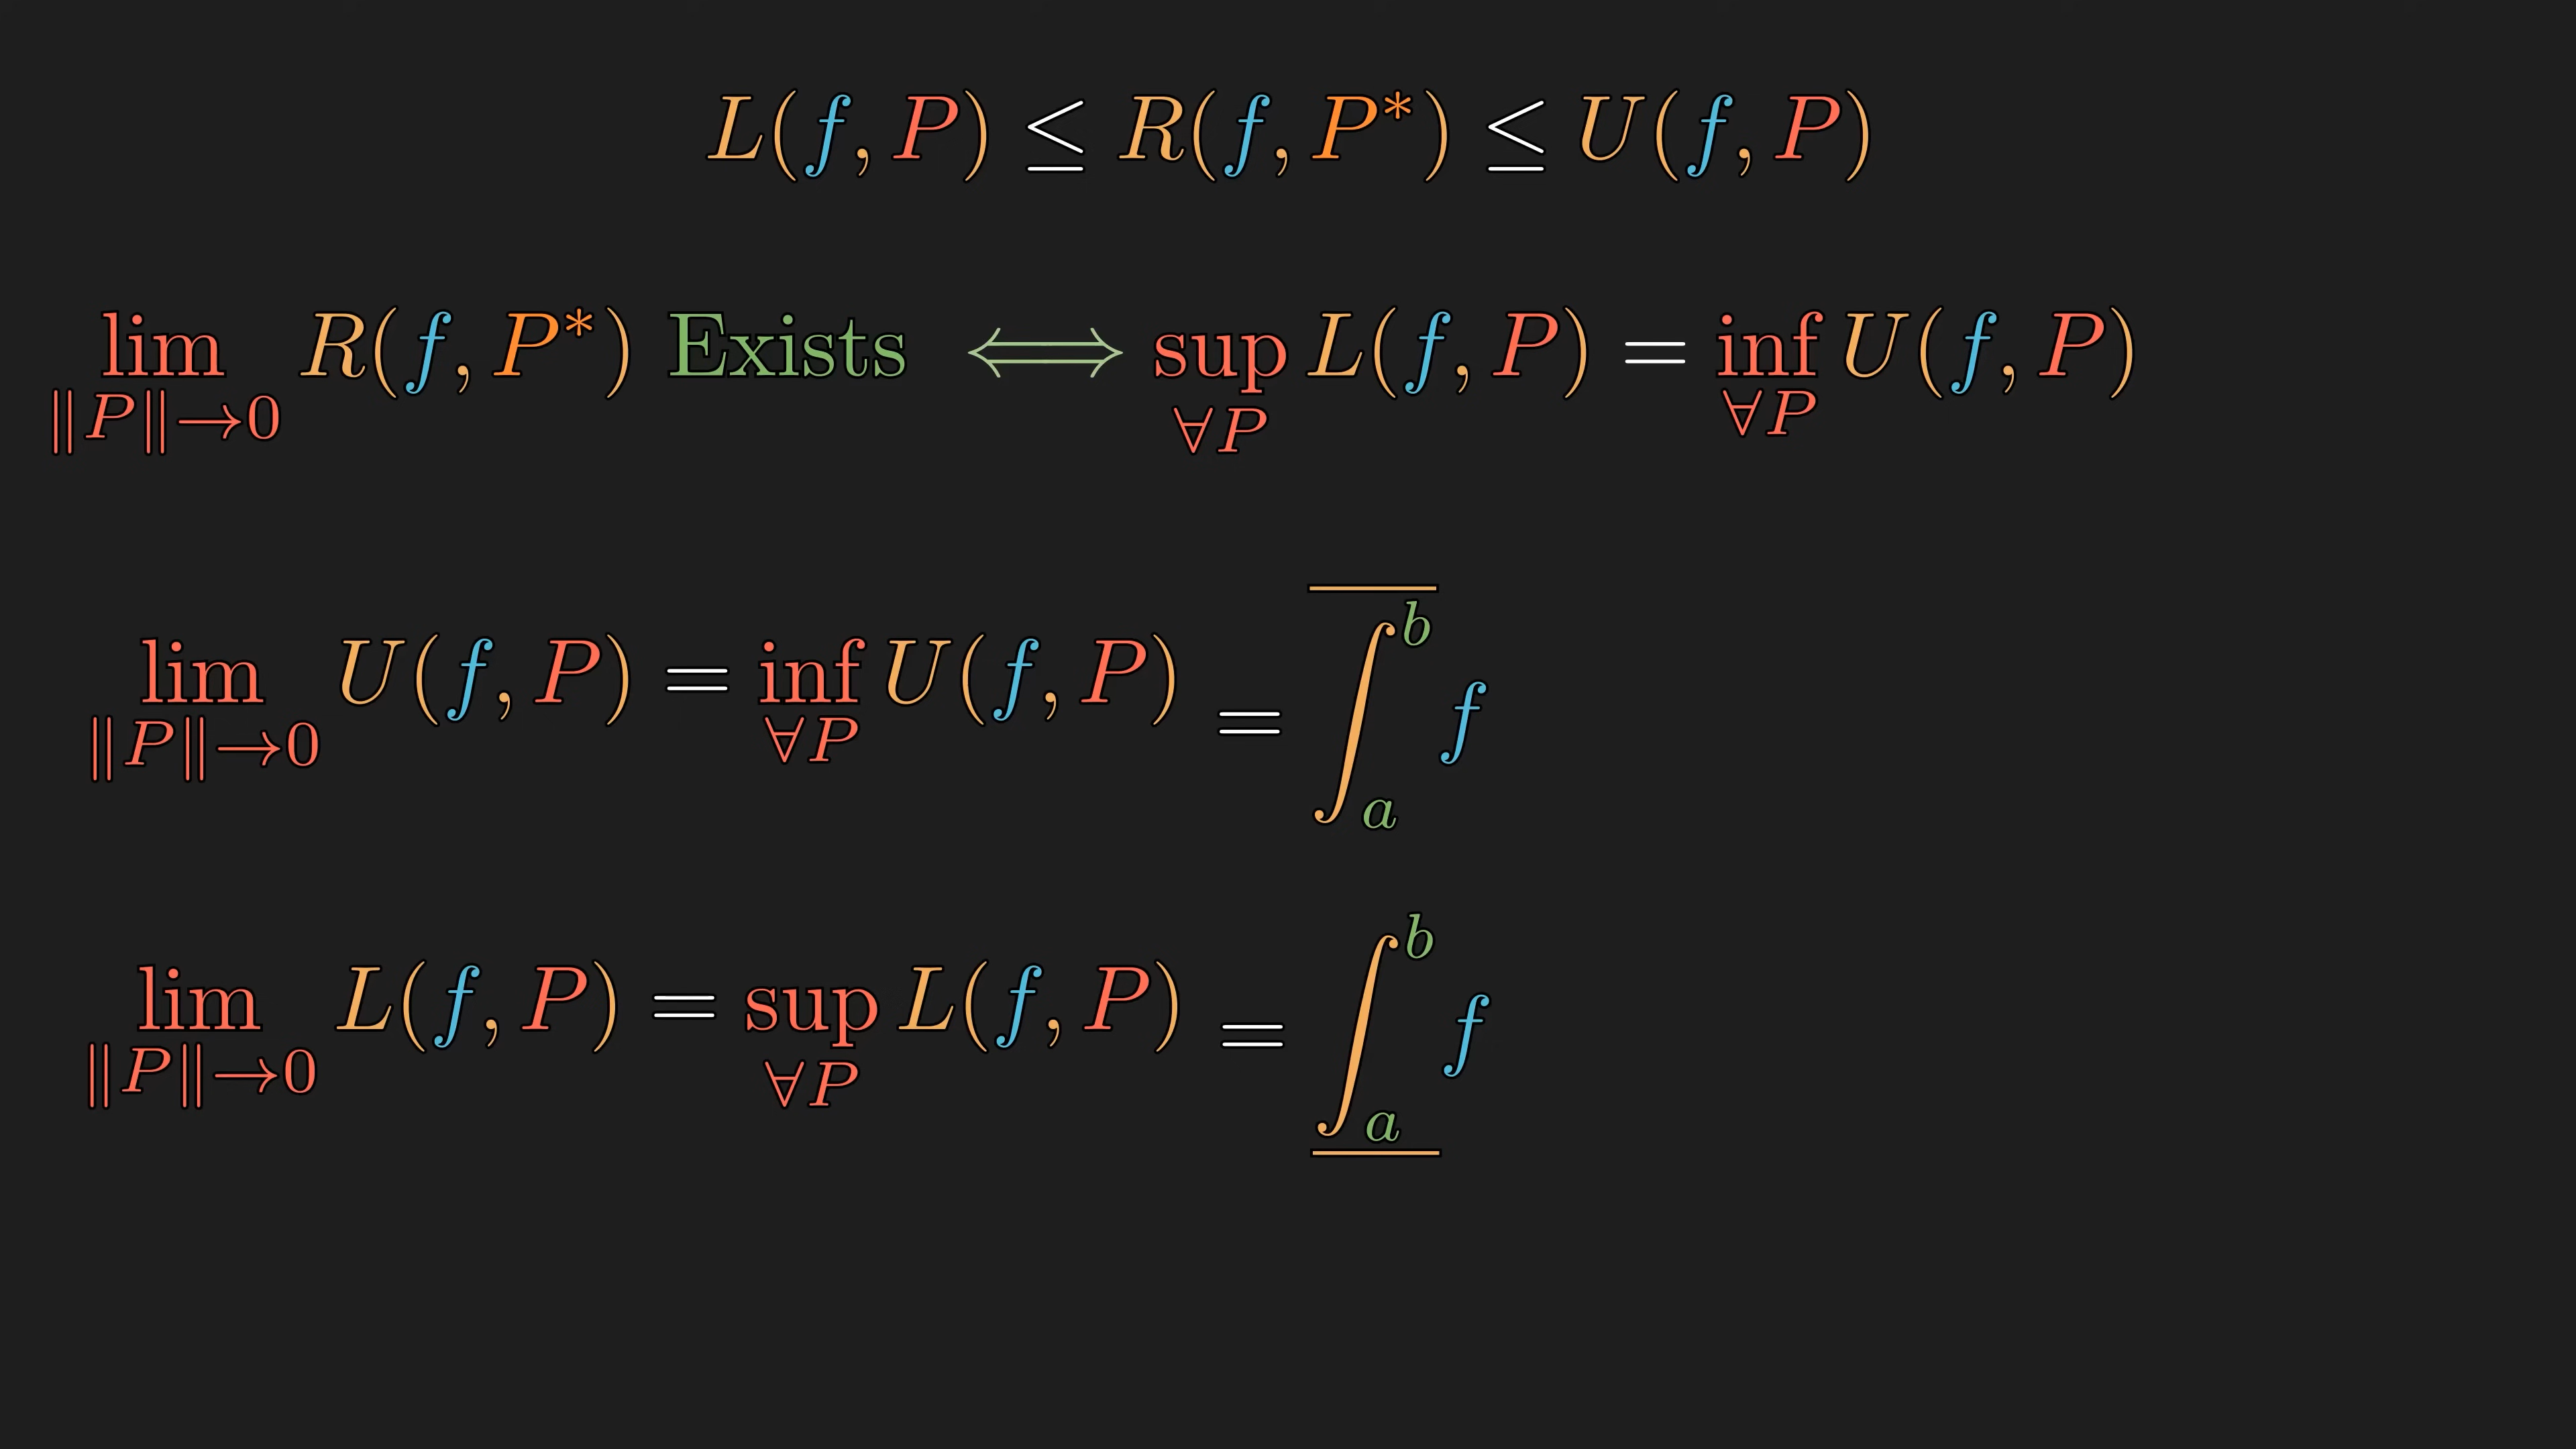 L(f, P) ≤ R(f, P*) ≤ U(f, P)
lim_{‖P‖→0} R(f, P*) Exists ⟺ sup_{∀P} L(f, P) = inf_{∀P} U(f, P)
lim_{‖P‖→0} U(f, P) = inf_{∀P} U(f, P) = \overline{∫_a^b} f
lim_{‖P‖→0} L(f, P) = sup_{∀P} L(f, P) = \underline{∫_a^b} f